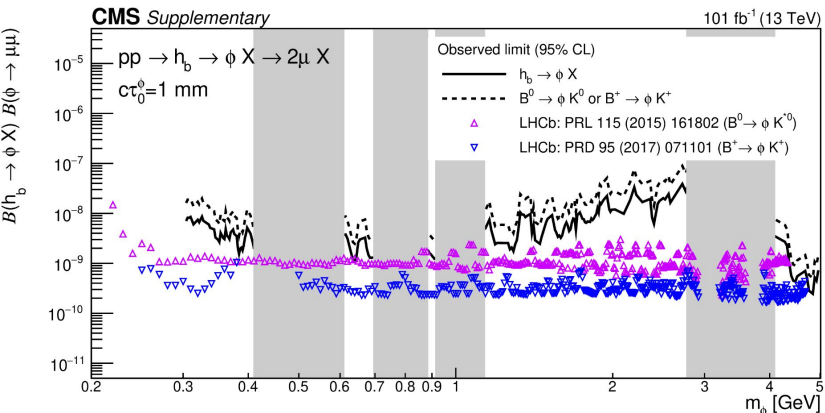 CMS Supplementary
101 fb⁻¹ (13 TeV)
pp → h_b → ϕ X → 2μ X
cτ₀^ϕ=1 mm
Observed limit (95% CL)
h_b → ϕ X
B⁰ → ϕ K⁰ or B⁺ → ϕ K⁺
LHCb: PRL 115 (2015) 161802 (B⁰→ ϕ K*⁰)
LHCb: PRD 95 (2017) 071101 (B⁺→ ϕ K⁺)
B(h_b → ϕ X) B(ϕ → μμ)
10⁻⁵
10⁻⁶
10⁻⁷
10⁻⁸
10⁻⁹
10⁻¹⁰
10⁻¹¹
0.2 0.3 0.4 0.5 0.6 0.7 0.8 0.9 1 2 3 4 5
m_ϕ [GeV]